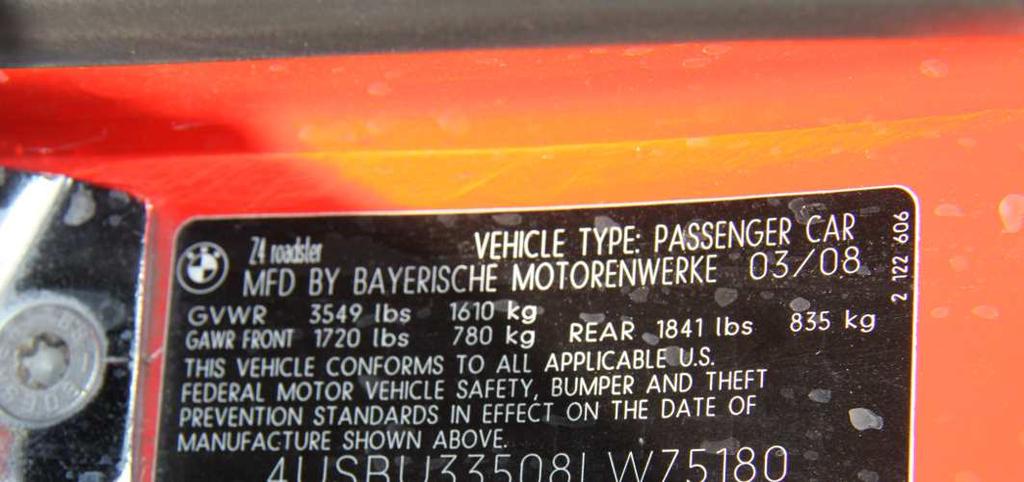 Z4 roadster
VEHICLE TYPE: PASSENGER CAR
MFD BY BAYERISCHE MOTORENWERKE 03/08
GVWR 3549 lbs 1610 kg
GAWR FRONT 1720 lbs 780 kg REAR 1841 lbs 835 kg
THIS VEHICLE CONFORMS TO ALL APPLICABLE U.S.
FEDERAL MOTOR VEHICLE SAFETY, BUMPER AND THEFT
PREVENTION STANDARDS IN EFFECT ON THE DATE OF
MANUFACTURE SHOWN ABOVE.
4USBU33508LW75180
2 122 606